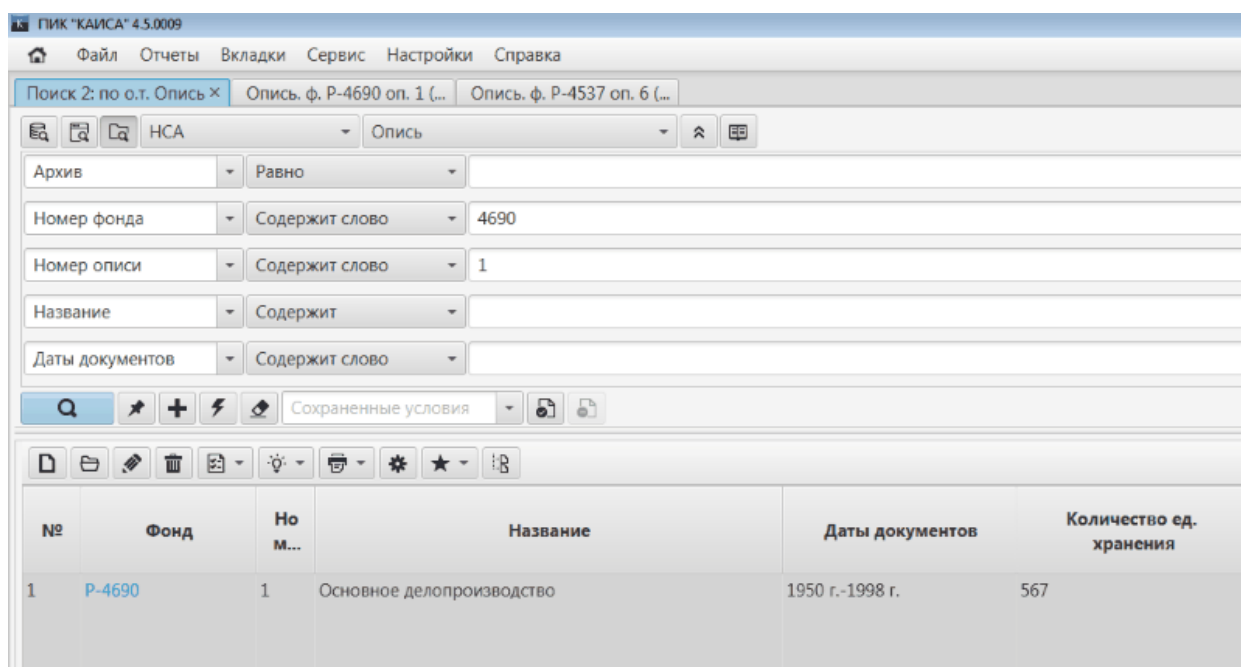 ПИК "КАИСА" 4.5.0009
Файл Отчеты Вкладки Сервис Настройки Справка
Поиск 2: по о.т. Опись × Опись. ф. Р-4690 оп. 1 (... Опись. ф. Р-4537 оп. 6 (...
НСА Опись
Архив Равно
Номер фонда Содержит слово 4690
Номер описи Содержит слово 1
Название Содержит
Даты документов Содержит слово
Сохраненные условия
№ Фонд Но м... Название Даты документов Количество ед. хранения
1 Р-4690 1 Основное делопроизводство 1950 г.-1998 г. 567